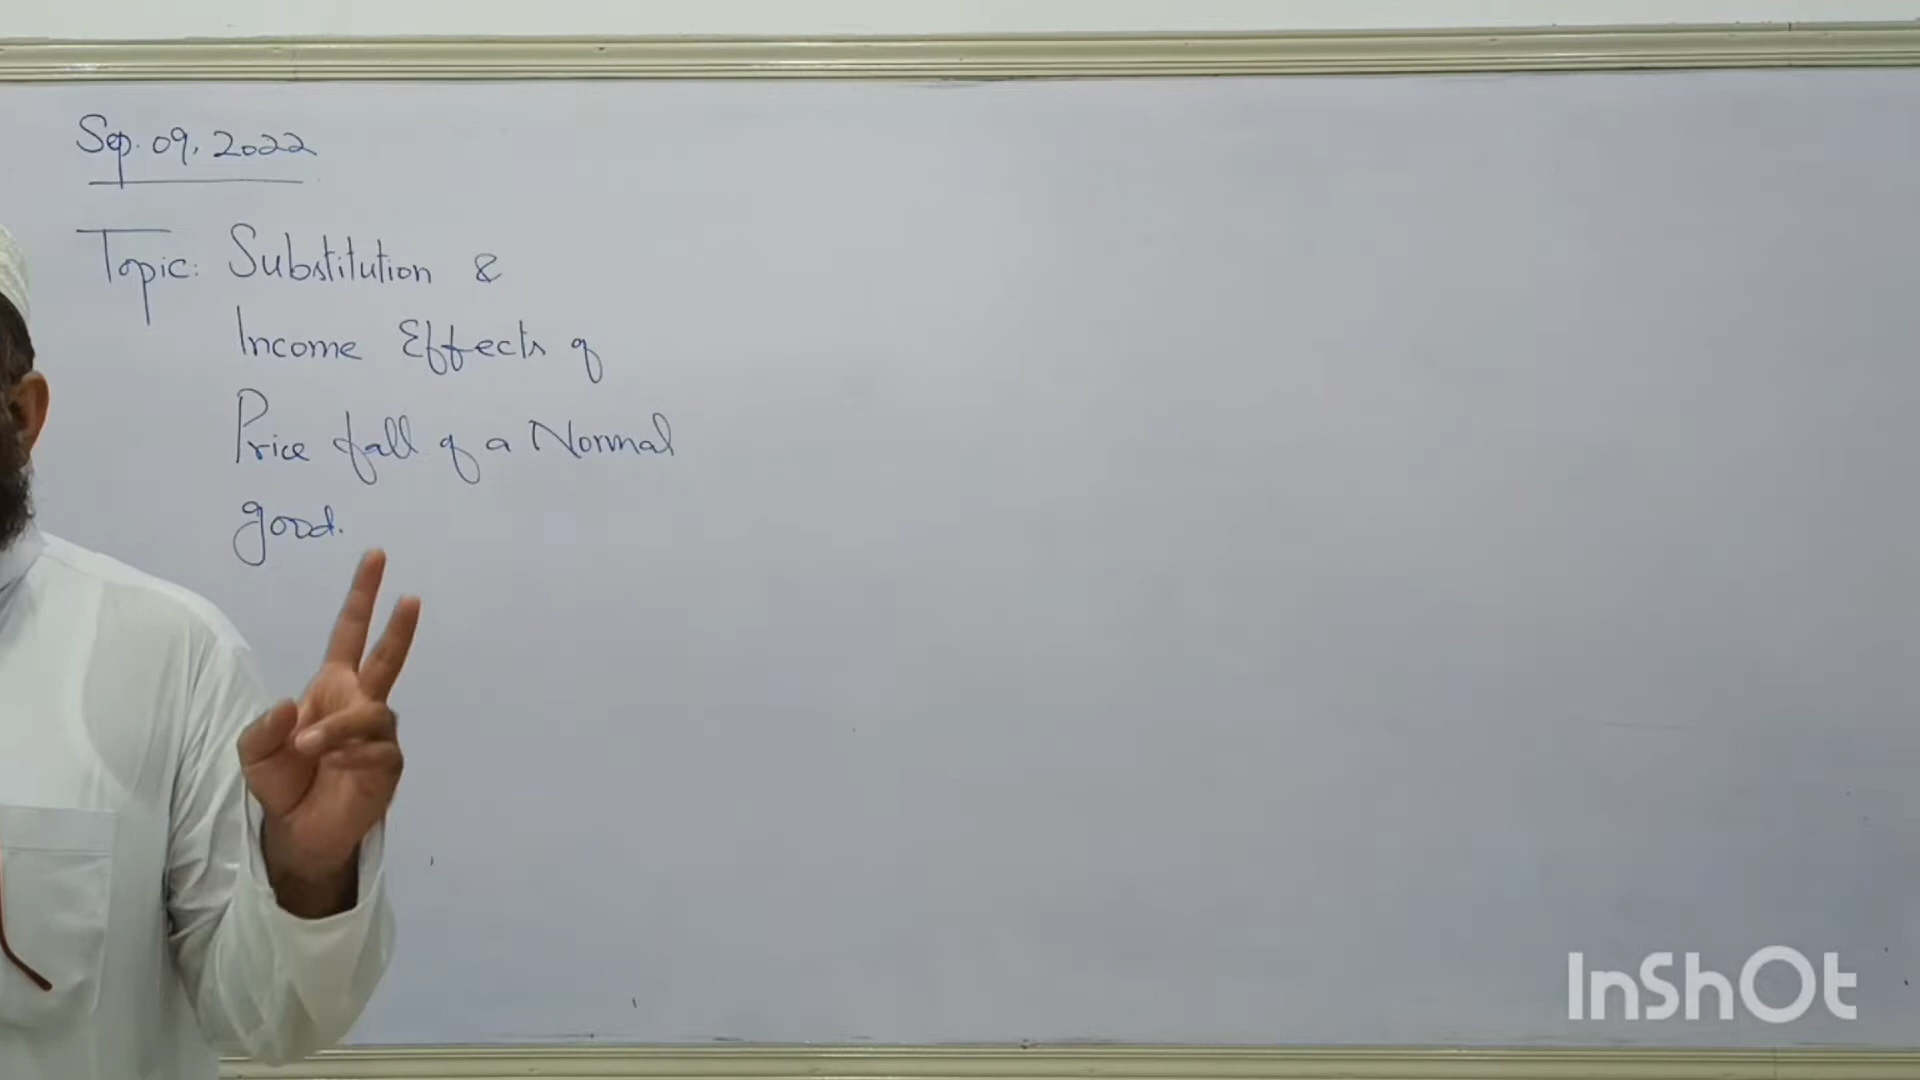 Sep. 09, 2022
Topic: Substitution &
Income Effects of
Price fall of a Normal
good.
InShOt